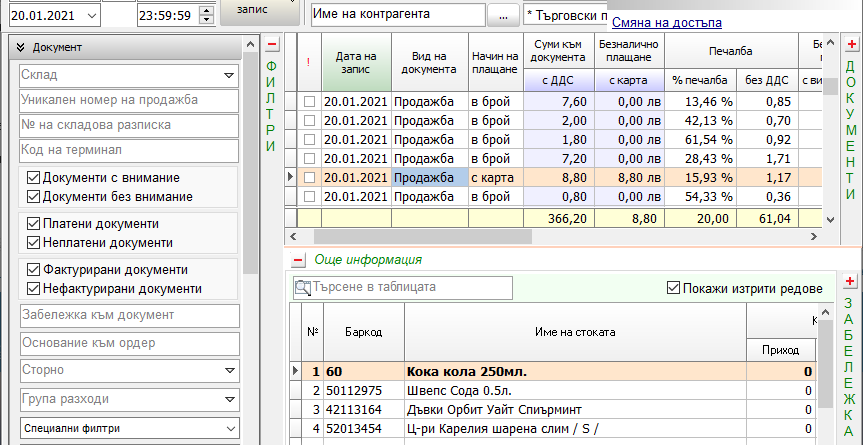 20.01.2021 23:59:59 запис Име на контрагента ... * Търговски п
Смяна на достъпа
Документ
Склад
Уникален номер на продажба
№ на складова разписка
Код на терминал
Документи с внимание
Документи без внимание
Платени документи
Неплатени документи
Фактурирани документи
Нефактурирани документи
Забележка към документ
Основание към ордер
Сторно
Група разходи
Специални филтри
ФИЛТРИ
! Дата на запис Вид на документа Начин на плащане Суми към документа Безналично плащане Печалба
с ДДС с карта % печалба без ДДС с ви
20.01.2021 Продажба в брой 7,60 0,00 лв 13,46 % 0,85
20.01.2021 Продажба в брой 2,00 0,00 лв 42,13 % 0,70
20.01.2021 Продажба в брой 1,80 0,00 лв 61,54 % 0,92
20.01.2021 Продажба в брой 7,20 0,00 лв 28,43 % 1,71
20.01.2021 Продажба с карта 8,80 8,80 лв 15,93 % 1,17
20.01.2021 Продажба в брой 0,80 0,00 лв 54,33 % 0,36
366,20 8,80 20,00 61,04
ДОКУМЕНТИ
Още информация
Търсене в таблицата Покажи изтрити редове
№ Баркод Име на стоката К
Приход
1 60 Кока кола 250мл. 0
2 50112975 Швепс Сода 0.5л. 0
3 42113164 Дъвки Орбит Уайт Спиърминт 0
4 52013454 Ц-ри Карелия шарена слим / S / 0
ЗАБЕЛЕЖКА